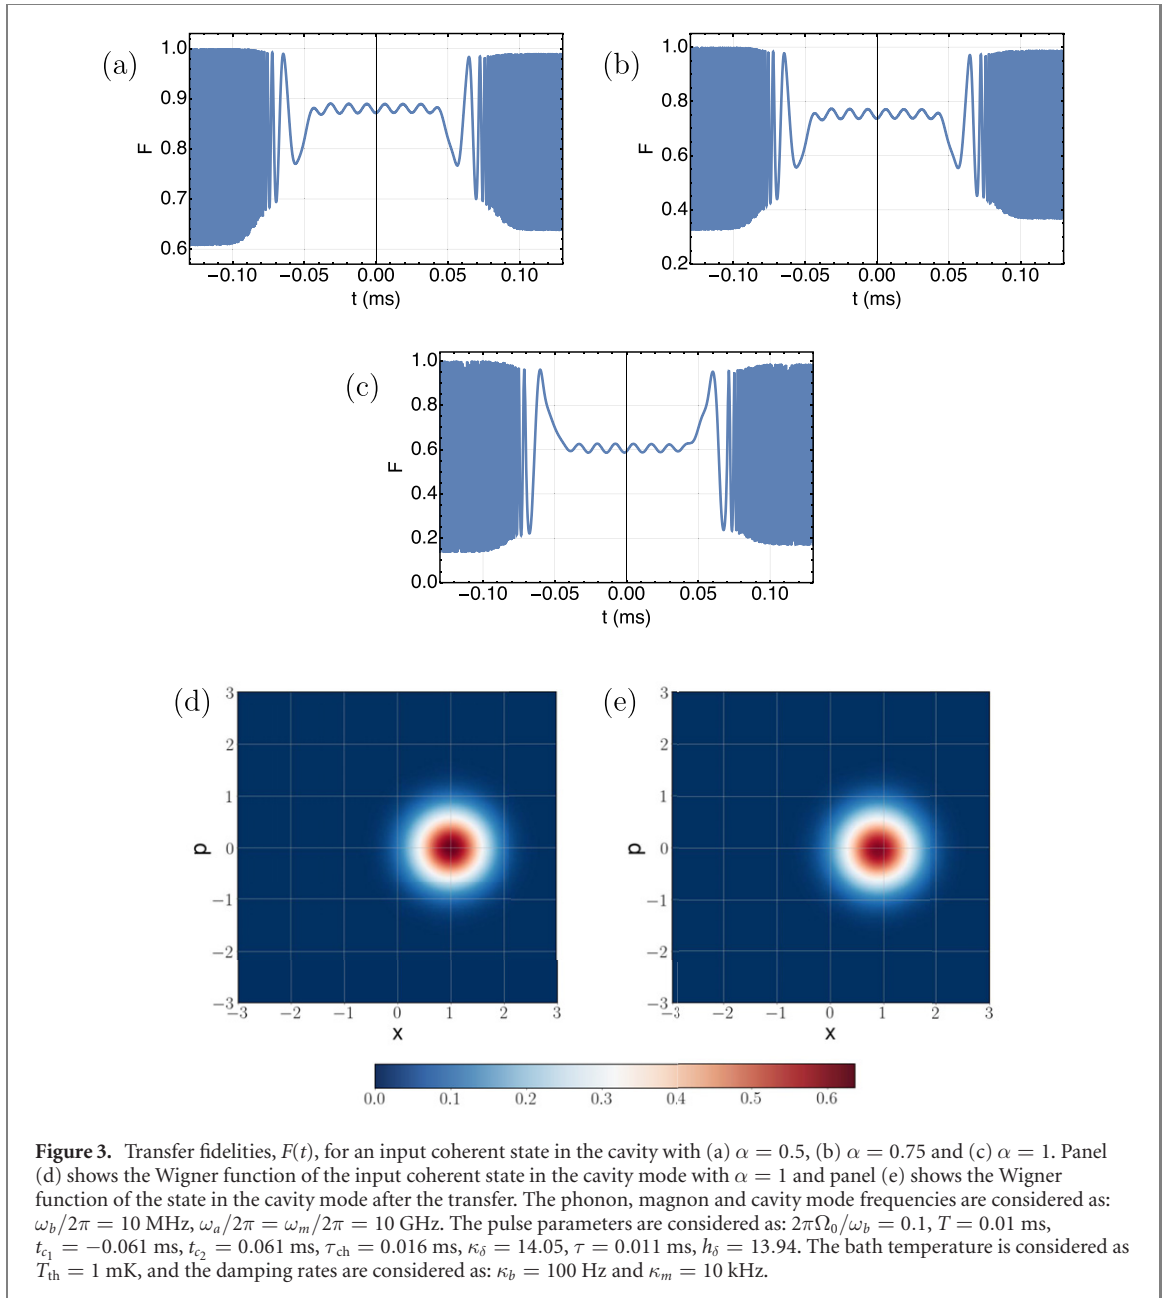 (a)
1.0
0.9
0.8
0.7
0.6
F
−0.10 −0.05 0.00 0.05 0.10
t (ms)
(b)
1.0
0.8
0.6
0.4
0.2
F
−0.10 −0.05 0.00 0.05 0.10
t (ms)
(c)
1.0
0.8
0.6
0.4
0.2
0.0
F
−0.10 −0.05 0.00 0.05 0.10
t (ms)
(d)
3
2
1
0
−1
−2
−3
p
−3 −2 −1 0 1 2 3
x
(e)
3
2
1
0
−1
−2
−3
p
−3 −2 −1 0 1 2 3
x
0.0 0.1 0.2 0.3 0.4 0.5 0.6
Figure 3. Transfer fidelities, F(t), for an input coherent state in the cavity with (a) α = 0.5, (b) α = 0.75 and (c) α = 1. Panel
(d) shows the Wigner function of the input coherent state in the cavity mode with α = 1 and panel (e) shows the Wigner
function of the state in the cavity mode after the transfer. The phonon, magnon and cavity mode frequencies are considered as:
ω_b/2π = 10 MHz, ω_a/2π = ω_m/2π = 10 GHz. The pulse parameters are considered as: 2πΩ₀/ω_b = 0.1, T = 0.01 ms,
t_c₁ = −0.061 ms, t_c₂ = 0.061 ms, τ_ch = 0.016 ms, κ_δ = 14.05, τ = 0.011 ms, h_δ = 13.94. The bath temperature is considered as
T_th = 1 mK, and the damping rates are considered as: κ_b = 100 Hz and κ_m = 10 kHz.